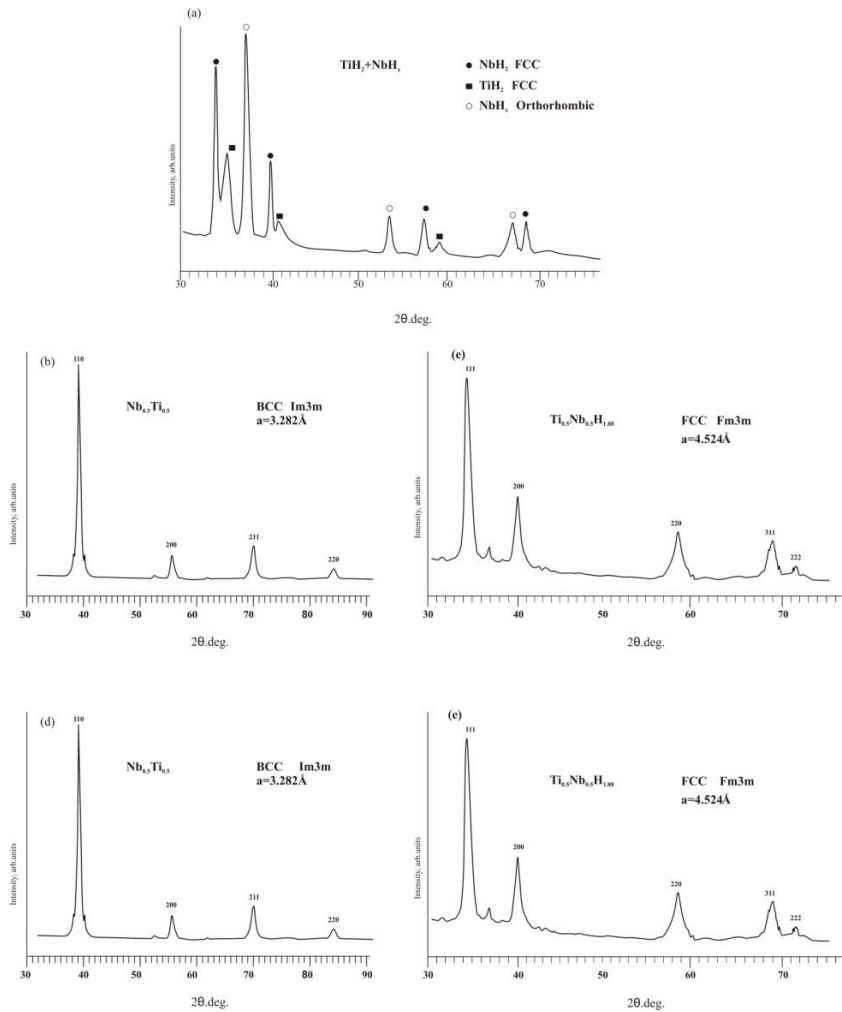 (a)
TiH₂+NbHₓ
● NbH₂ FCC
■ TiH₂ FCC
○ NbHₓ Orthorhombic
Intensity, arb.units
30 40 50 60 70
2θ.deg.
(b)
110
Nb₀.₅Ti₀.₅
BCC Im3m
a=3.282Å
200
211
220
Intensity, arb.units
30 40 50 60 70 80 90
2θ.deg.
(e)
111
Ti₀.₅Nb₀.₅H₁.₈₈
FCC Fm3m
a=4.524Å
200
220
311
222
Intensity, arb.units
30 40 50 60 70
2θ.deg.
(d)
110
Nb₀.₅Ti₀.₅
BCC Im3m
a=3.282Å
200
211
220
Intensity, arb.units
30 40 50 60 70 80 90
2θ.deg.
(e)
111
Ti₀.₅Nb₀.₅H₁.₈₈
FCC Fm3m
a=4.524Å
200
220
311
222
Intensity, arb.units
30 40 50 60 70
2θ.deg.